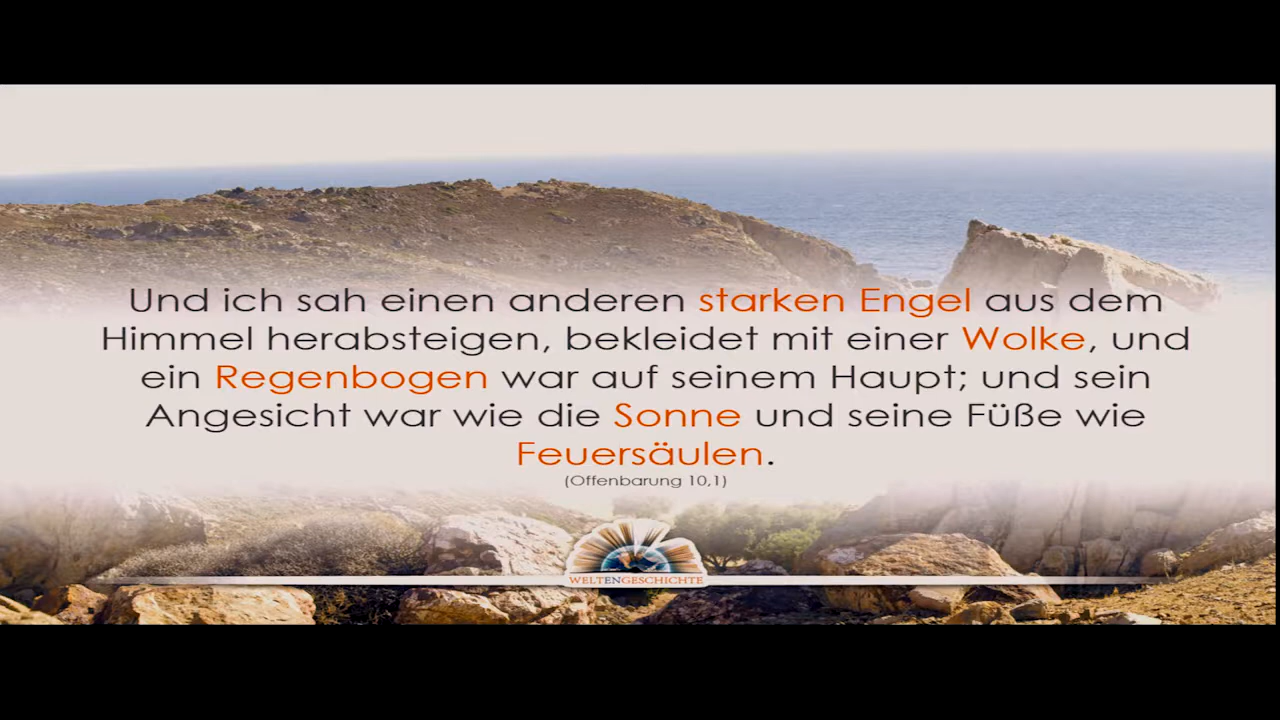 Und ich sah einen anderen starken Engel aus dem
Himmel herabsteigen, bekleidet mit einer Wolke, und
ein Regenbogen war auf seinem Haupt; und sein
Angesicht war wie die Sonne und seine Füße wie
Feuersäulen.
(Offenbarung 10,1)
WELTENGESCHICHTE